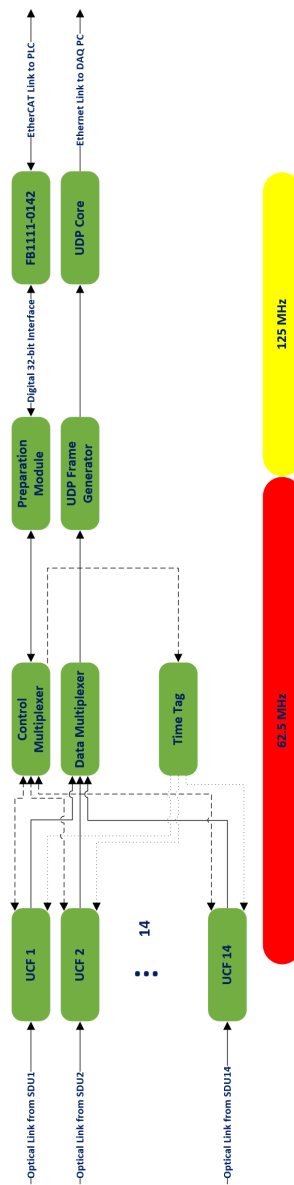 Optical Link from SDU1
UCF 1
Control
Multiplexer
Preparation
Module
Digital 32-bit Interface
FB1111-0142
EtherCAT Link to PLC
Optical Link from SDU2
UCF 2
Data Multiplexer
UDP Frame
Generator
UDP Core
Ethernet Link to DAQ PC
... 14
Time Tag
Optical Link from SDU14
UCF 14
62.5 MHz
125 MHz